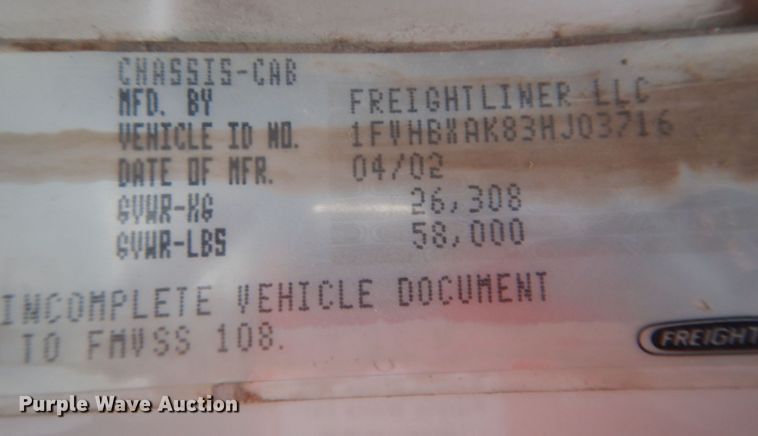 CHASSIS-CAB
MFD. BY FREIGHTLINER LLC
VEHICLE ID NO. 1FVHBXAK83HJ03716
DATE OF MFR. 04/02
GVWR-KG 26,308
GVWR-LBS 58,000
INCOMPLETE VEHICLE DOCUMENT
TO FMVSS 108.
FREIGHT
Purple Wave Auction